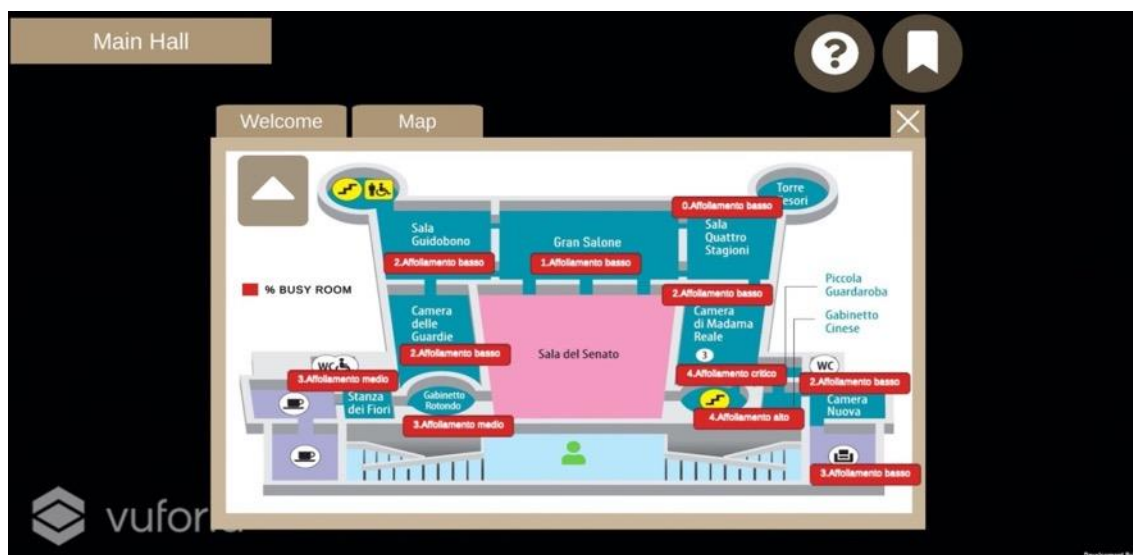 Main Hall
?
Welcome
Map
Torre
Tesori
0.Affollamento basso
Sala
Guidobono
Gran Salone
Sala
Quattro
Stagioni
2.Affollamento basso
1.Affollamento basso
% BUSY ROOM
2.Affollamento basso
Piccola
Guardaroba
Camera
delle
Guardie
Camera
di Madama
Reale
Gabinetto
Cinese
2.Affollamento basso
Sala del Senato
3
WC
WC
3.Affollamento medio
4.Affollamento critico
2.Affollamento basso
Stanza
dei Fiori
Gabinetto
Rotondo
Camera
Nuova
3.Affollamento medio
4.Affollamento alto
3.Affollamento basso
vuforia